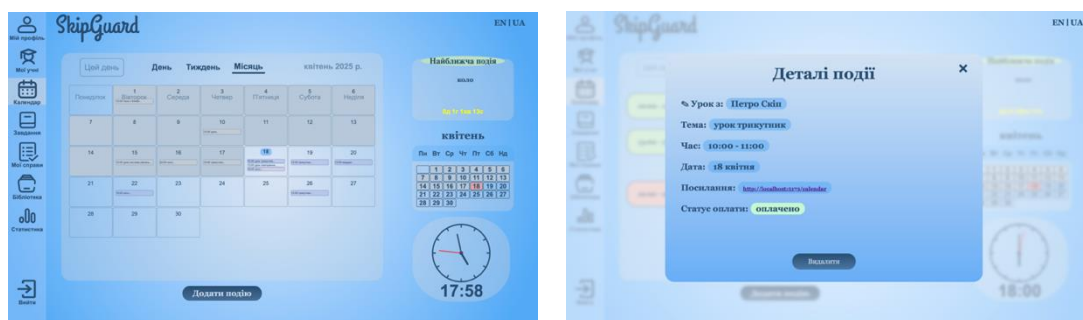 SkipGuard
EN | UA
Мій профіль
Мої учні
Календар
Завдання
Мої справи
Бібліотека
Статистика
Вийти
Цей день
День Тиждень Місяць
квітень 2025 р.
Понеділок Вівторок Середа Четвер П'ятниця Субота Неділя
1 2 3 4 5 6
7 8 9 10 11 12 13
14 15 16 17 18 19 20
21 22 23 24 25 26 27
28 29 30
Додати подію
Найближча подія
коло
квітень
Пн Вт Ср Чт Пт Сб Нд
1 2 3 4 5 6
7 8 9 10 11 12 13
14 15 16 17 18 19 20
21 22 23 24 25 26 27
28 29 30
17:58
SkipGuard
EN | UA
Деталі події
×
Урок з: Петро Скіп
Тема: урок трикутник
Час: 10:00 - 11:00
Дата: 18 квітня
Посилання: http://localhost:5173/calendar
Статус оплати: оплачено
Видалити
Додати подію
18:00